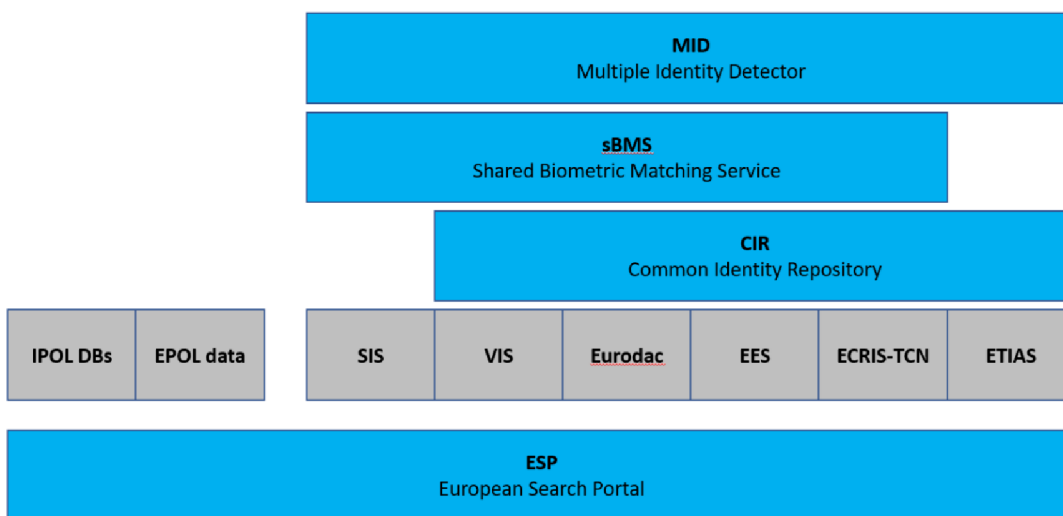 MID
Multiple Identity Detector
sBMS
Shared Biometric Matching Service
CIR
Common Identity Repository
IPOL DBs
EPOL data
SIS
VIS
Eurodac
EES
ECRIS-TCN
ETIAS
ESP
European Search Portal